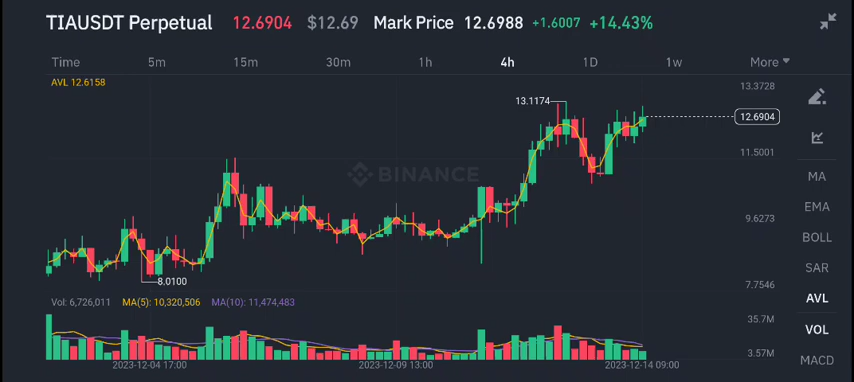 TIAUSDT Perpetual 12.6904 $12.69 Mark Price 12.6988 +1.6007 +14.43%
Time 5m 15m 30m 1h 4h 1D 1w More
AVL 12.6158
13.3728
13.1174
12.6904
11.5001
BINANCE
MA
EMA
9.6273
BOLL
SAR
8.0100
7.7546
AVL
Vol: 6,726,011 MA(5): 10,320,506 MA(10): 11,474,483
35.7M
VOL
3.57M
MACD
2023-12-04 17:00 2023-12-09 13:00 2023-12-14 09:00